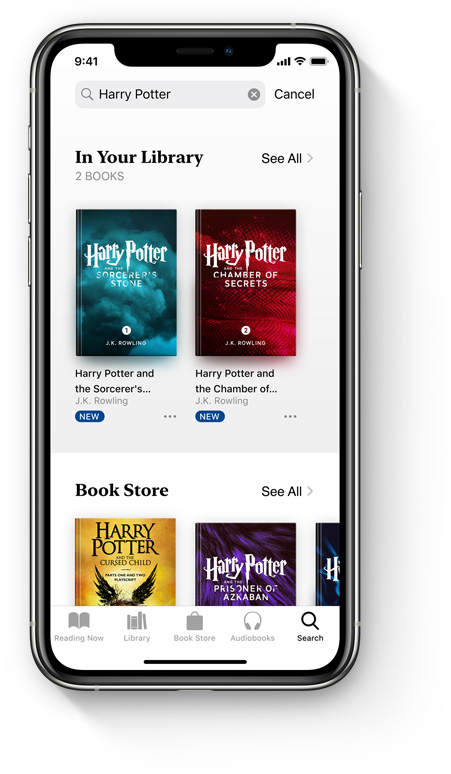 9:41
Harry Potter
Cancel
In Your Library
See All
2 BOOKS
Harry Potter
AND THE
SORCERER'S
STONE
1
J.K. ROWLING
Harry Potter
AND THE
CHAMBER OF
SECRETS
2
J.K. ROWLING
Harry Potter and
the Sorcerer's...
J.K. Rowling
NEW
Harry Potter and
the Chamber of...
J.K. Rowling
NEW
Book Store
See All
HARRY
POTTER
AND THE
CURSED CHILD
PARTS ONE AND TWO
PLAYSCRIPT
Harry Potter
AND THE
PRISONER OF
AZKABAN
Reading Now
Library
Book Store
Audiobooks
Search